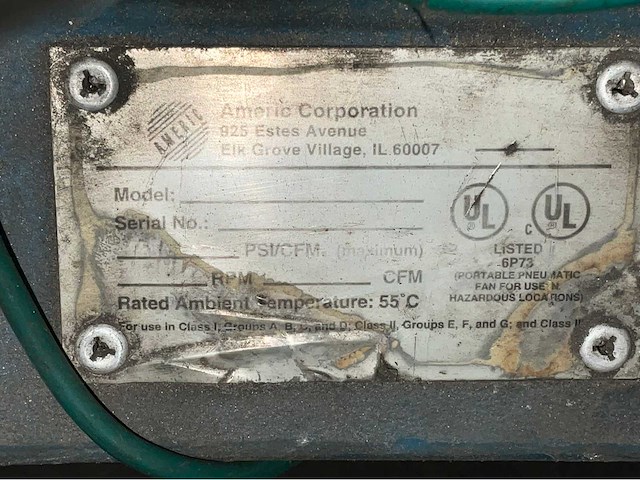 AMERIC
Americ Corporation
925 Estes Avenue
Elk Grove Village, IL 60007
Model:
Serial No.:
PSI/CFM (maximum)
RPM CFM
Rated Ambient Temperature: 55°C
For use in Class I, Groups A, B, C, and D; Class II, Groups E, F, and G; and Class II
UL C UL
LISTED
6P73
(PORTABLE PNEUMATIC
FAN FOR USE IN
HAZARDOUS LOCATIONS)